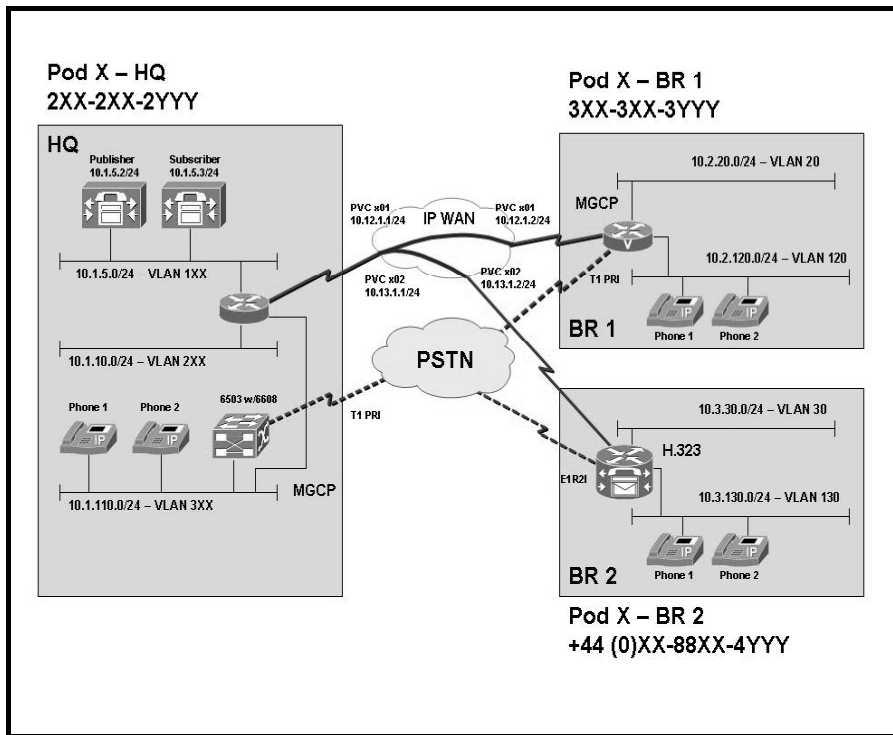 Pod X – HQ
2XX-2XX-2YYY
HQ
Publisher
10.1.5.2/24
Subscriber
10.1.5.3/24
10.1.5.0/24 – VLAN 1XX
10.1.10.0/24 – VLAN 2XX
Phone 1
Phone 2
6503 w/6608
IP
IP
10.1.110.0/24 – VLAN 3XX
MGCP
PVC x01
10.12.1.1/24
IP WAN
PVC x01
10.12.1.2/24
PVC x02
10.13.1.1/24
PVC x02
10.13.1.2/24
PSTN
T1 PRI
T1 PRI
E1R2I
Pod X – BR 1
3XX-3XX-3YYY
10.2.20.0/24 – VLAN 20
MGCP
V
10.2.120.0/24 – VLAN 120
IP
IP
Phone 1
Phone 2
BR 1
10.3.30.0/24 – VLAN 30
H.323
10.3.130.0/24 – VLAN 130
IP
IP
Phone 1
Phone 2
BR 2
Pod X – BR 2
+44 (0)XX-88XX-4YYY